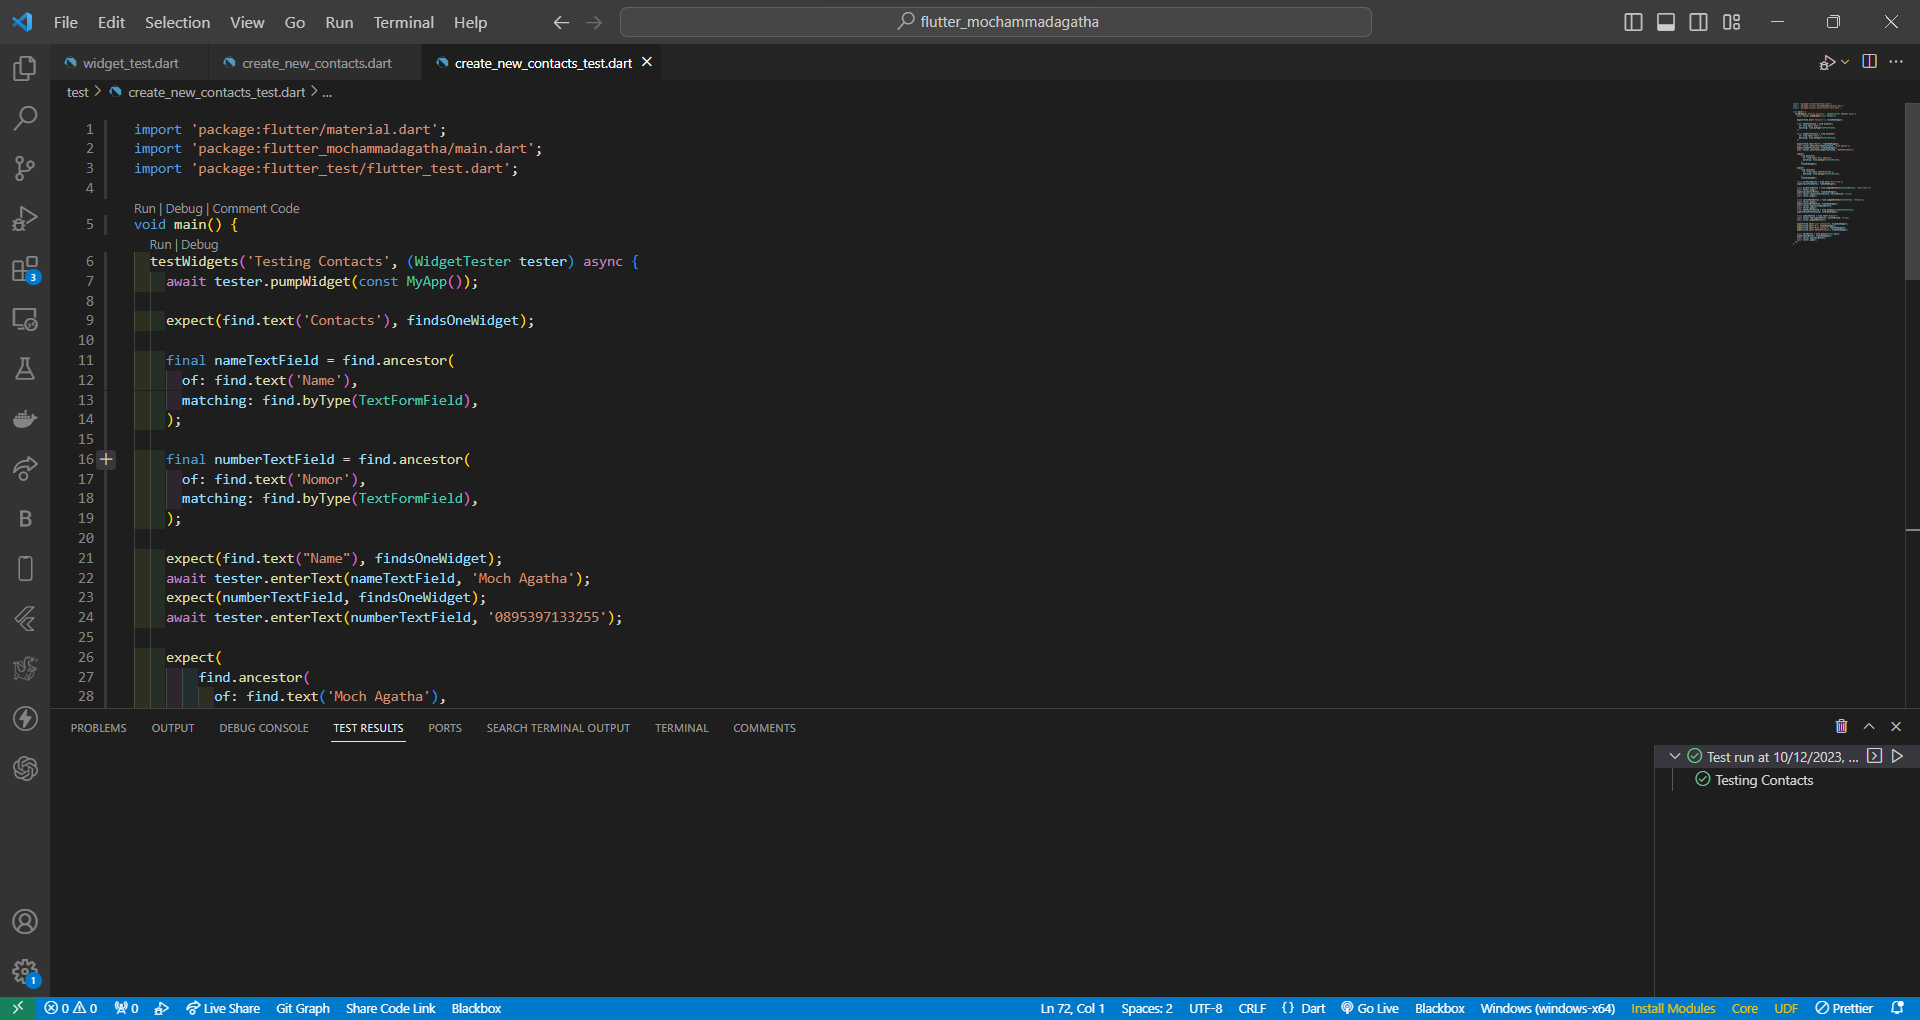 File Edit Selection View Go Run Terminal Help flutter_mochammadagatha
widget_test.dart create_new_contacts.dart create_new_contacts_test.dart
test > create_new_contacts_test.dart > ...
1 import 'package:flutter/material.dart';
2 import 'package:flutter_mochammadagatha/main.dart';
3 import 'package:flutter_test/flutter_test.dart';
4
Run | Debug | Comment Code
5 void main() {
Run | Debug
6 testWidgets('Testing Contacts', (WidgetTester tester) async {
7 await tester.pumpWidget(const MyApp());
8
9 expect(find.text('Contacts'), findsOneWidget);
10
11 final nameTextField = find.ancestor(
12 of: find.text('Name'),
13 matching: find.byType(TextFormField),
14 );
15
16 final numberTextField = find.ancestor(
17 of: find.text('Nomor'),
18 matching: find.byType(TextFormField),
19 );
20
21 expect(find.text("Name"), findsOneWidget);
22 await tester.enterText(nameTextField, 'Moch Agatha');
23 expect(numberTextField, findsOneWidget);
24 await tester.enterText(numberTextField, '0895397133255');
25
26 expect(
27 find.ancestor(
28 of: find.text('Moch Agatha'),
3
B
PROBLEMS OUTPUT DEBUG CONSOLE TEST RESULTS PORTS SEARCH TERMINAL OUTPUT TERMINAL COMMENTS
Test run at 10/12/2023, ...
Testing Contacts
1
0 0 0 Live Share Git Graph Share Code Link Blackbox Ln 72, Col 1 Spaces: 2 UTF-8 CRLF {} Dart Go Live Blackbox Windows (windows-x64) Install Modules Core UDF Prettier